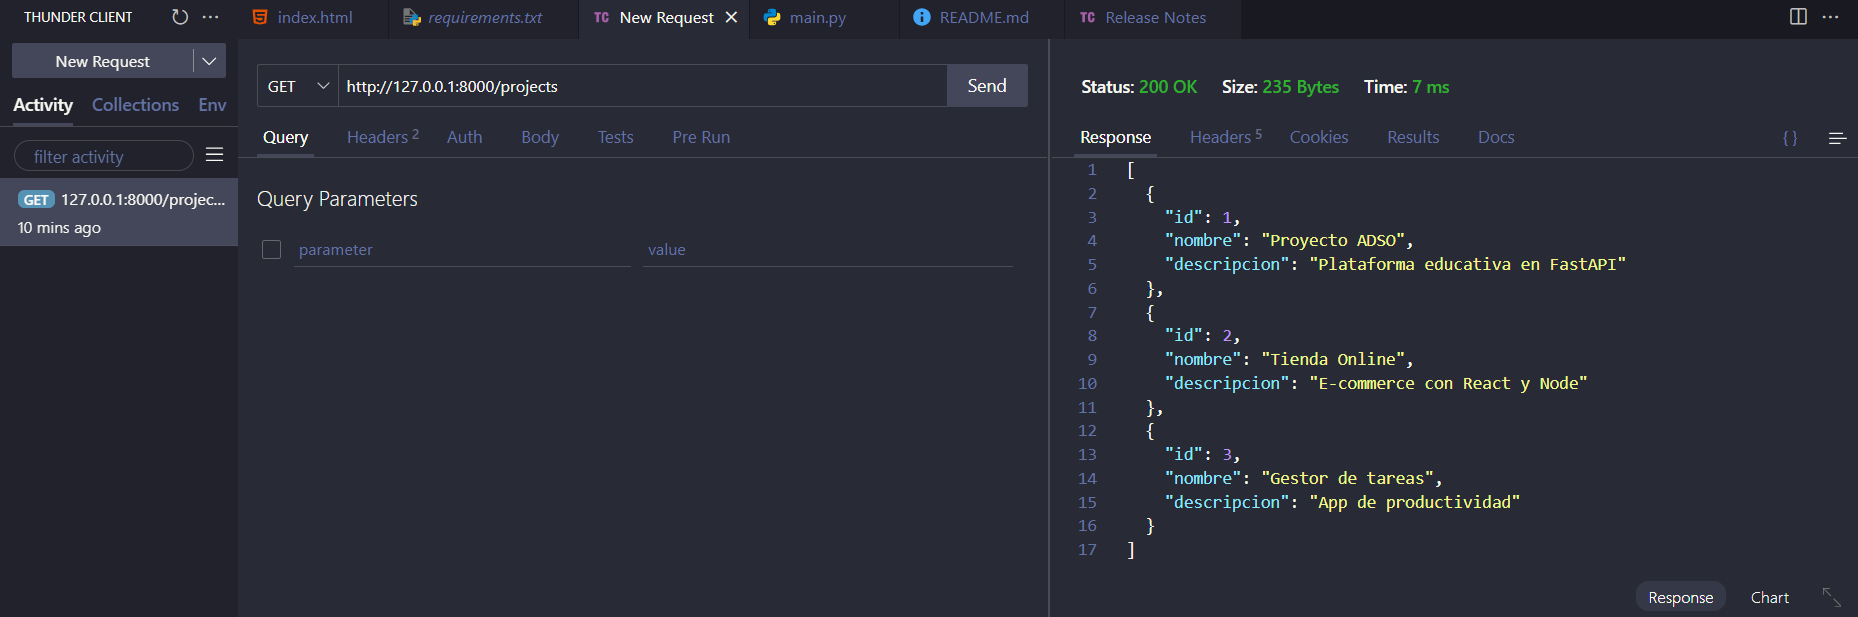 THUNDER CLIENT
index.html
requirements.txt
TC New Request
main.py
README.md
TC Release Notes
New Request
Activity Collections Env
filter activity
GET 127.0.0.1:8000/projec...
10 mins ago
GET http://127.0.0.1:8000/projects Send
Query Headers 2 Auth Body Tests Pre Run
Query Parameters
parameter value
Status: 200 OK Size: 235 Bytes Time: 7 ms
Response Headers 5 Cookies Results Docs {}
1 [
2 {
3 "id": 1,
4 "nombre": "Proyecto ADSO",
5 "descripcion": "Plataforma educativa en FastAPI"
6 },
7 {
8 "id": 2,
9 "nombre": "Tienda Online",
10 "descripcion": "E-commerce con React y Node"
11 },
12 {
13 "id": 3,
14 "nombre": "Gestor de tareas",
15 "descripcion": "App de productividad"
16 }
17 ]
Response Chart